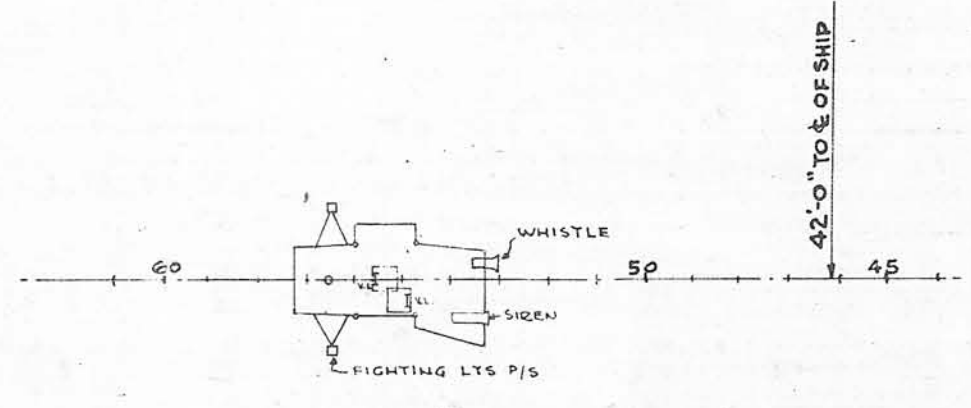 42'-0" TO ℄ OF SHIP
WHISTLE
60
50
45
V.L.
SIREN
FIGHTING LTS P/S